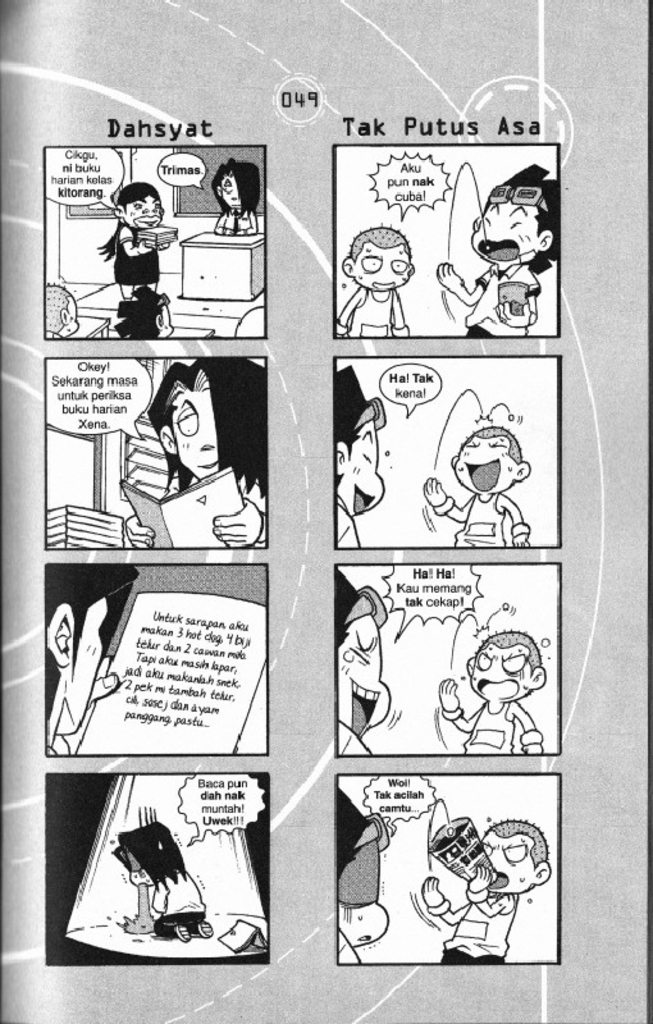 049
Dahsyat
Cikgu,
ni buku
harian kelas
kitorang.
Trimas.
Okey!
Sekarang masa
untuk periksa
buku harian
Xena.
Untuk sarapan, aku
makan 3 hot dog, 4 biji
telur dan 2 cawan milo.
Tapi aku masih lapar,
jadi aku makanlah snek,
2 pek mi tambah telur,
cili, sosej dan ayam
panggang, pastu...
Baca pun
diah nak
muntah!
Uwek!!!
Tak Putus Asa
Aku
pun nak
cuba!
Ha! Tak
kena!
Ha!! Ha!
Kau memang
tak cekap!!
Woi!
Tak acilah
camtu...